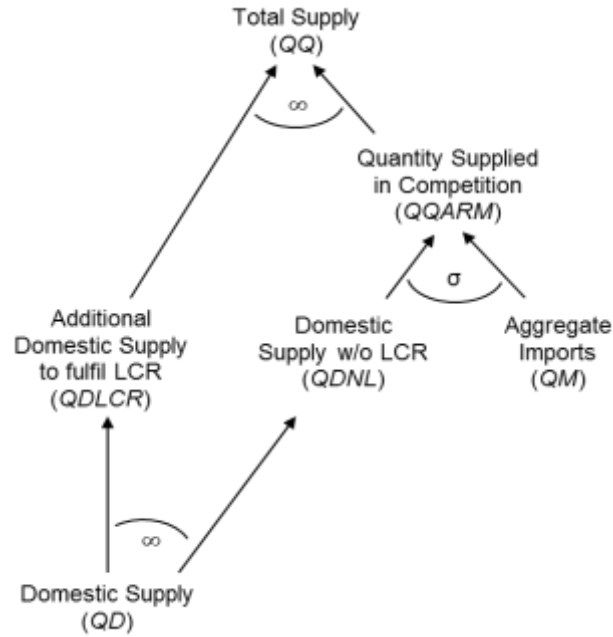 Total Supply
(QQ)
∞
Quantity Supplied
in Competition
(QQARM)
σ
Additional
Domestic Supply
to fulfil LCR
(QDLCR)
Domestic
Supply w/o LCR
(QDNL)
Aggregate
Imports
(QM)
∞
Domestic Supply
(QD)